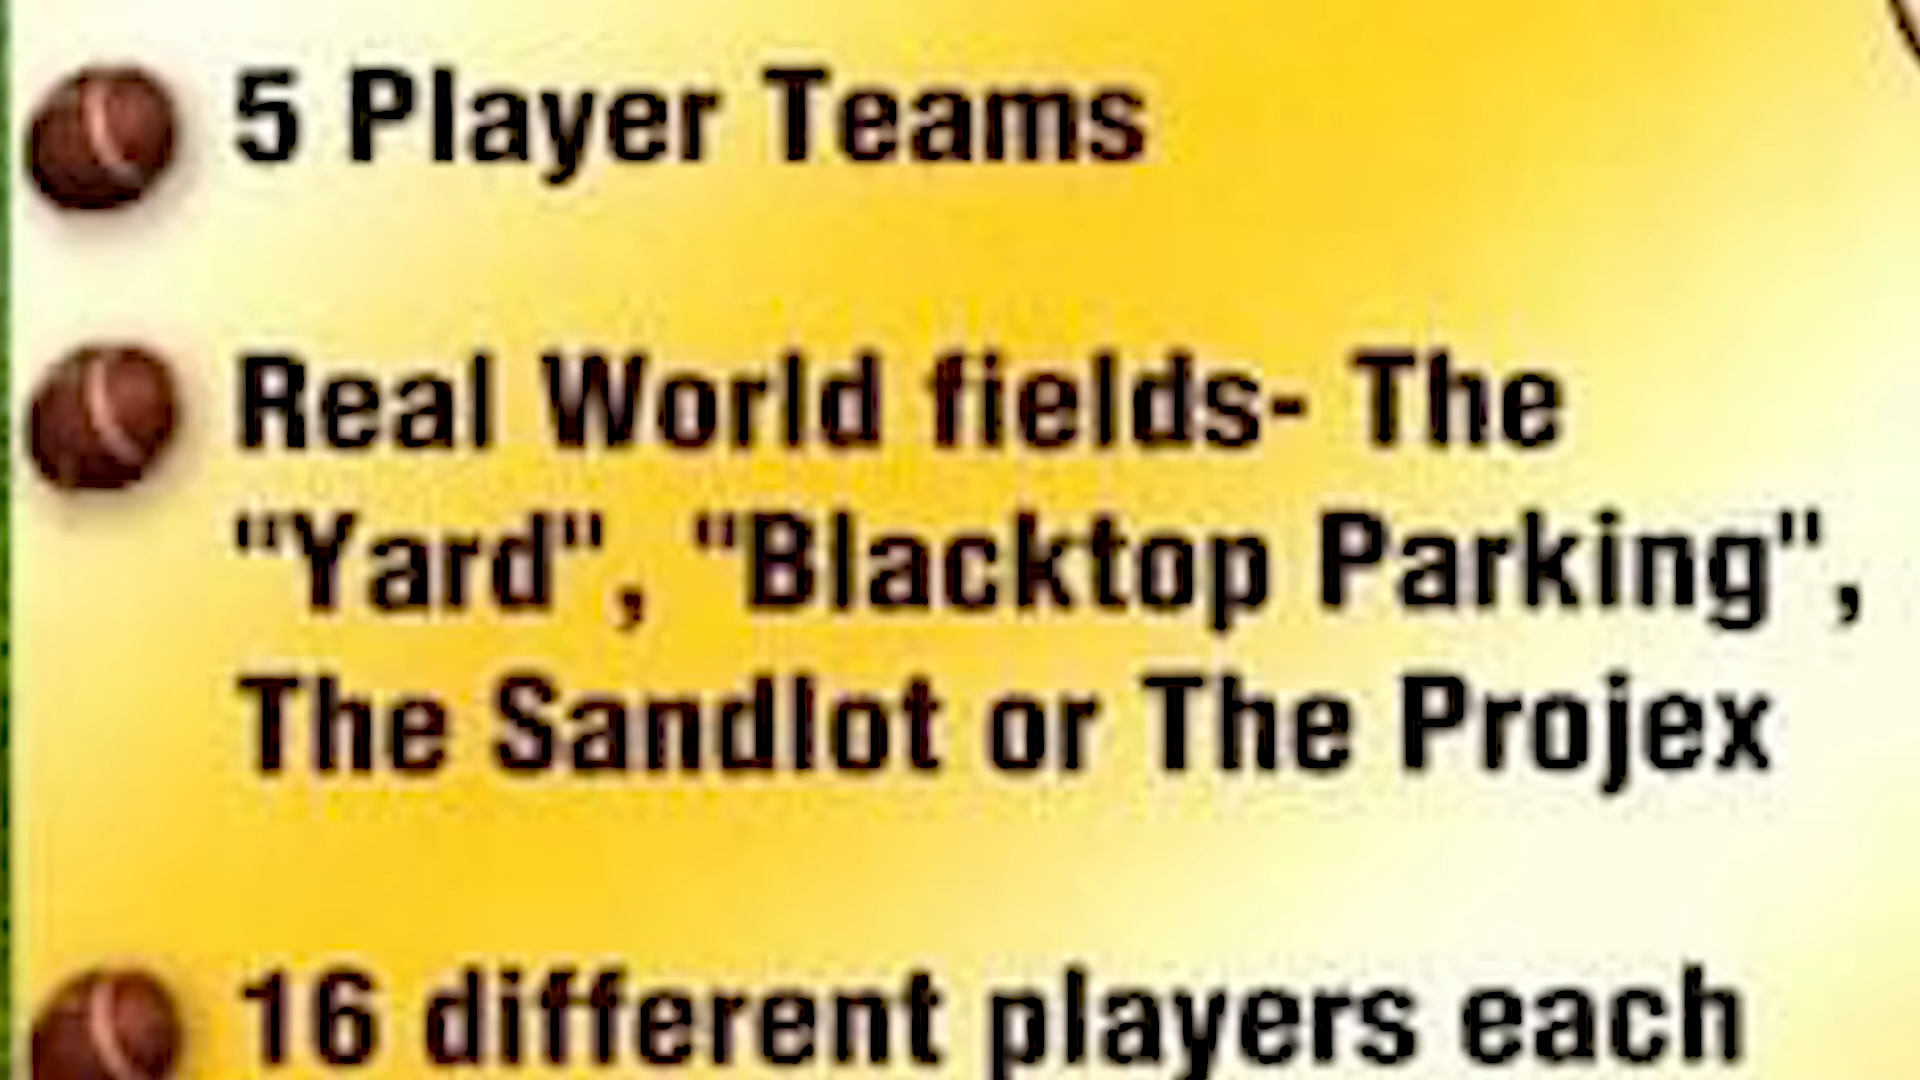 5 Player Teams
Real World fields- The
"Yard", "Blacktop Parking",
The Sandlot or The Projex
16 different players each